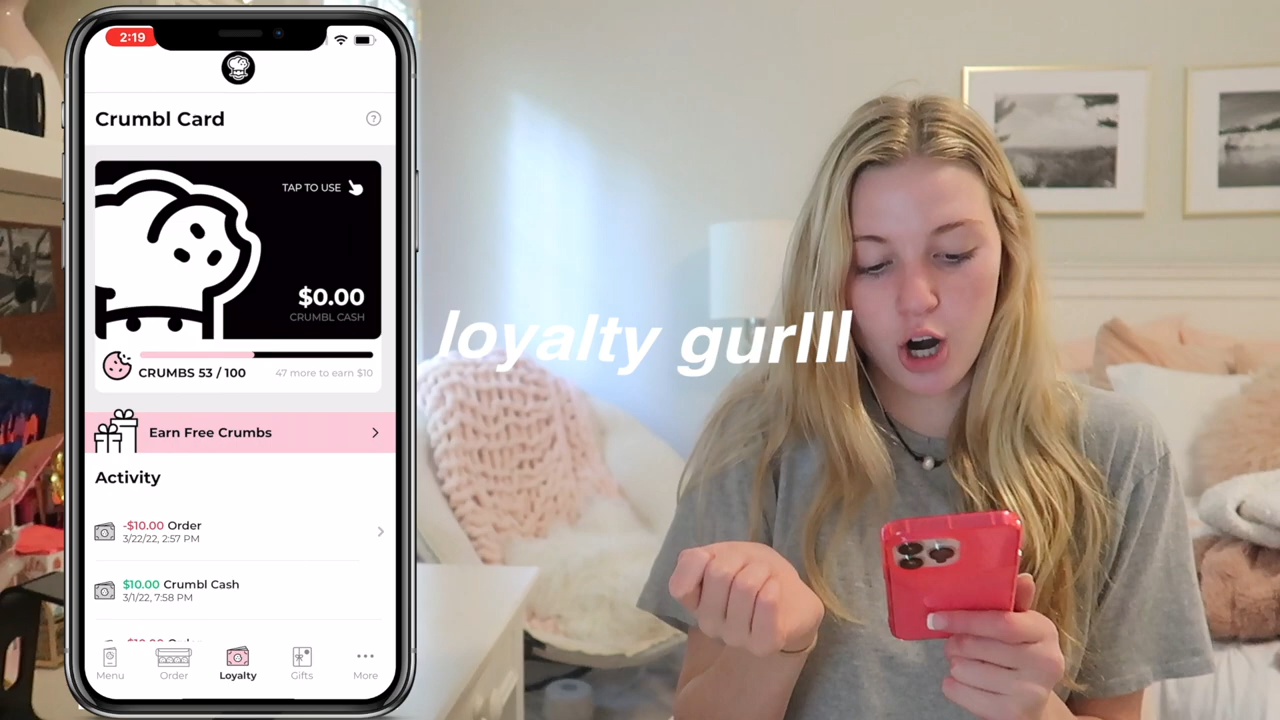 2:19
Crumbl Card
?
TAP TO USE
$0.00
CRUMBL CASH
CRUMBS 53 / 100
47 more to earn $10
loyalty gurlll
Earn Free Crumbs
Activity
-$10.00 Order
3/22/22, 2:57 PM
$10.00 Crumbl Cash
3/1/22, 7:58 PM
Menu
Order
Loyalty
Gifts
More